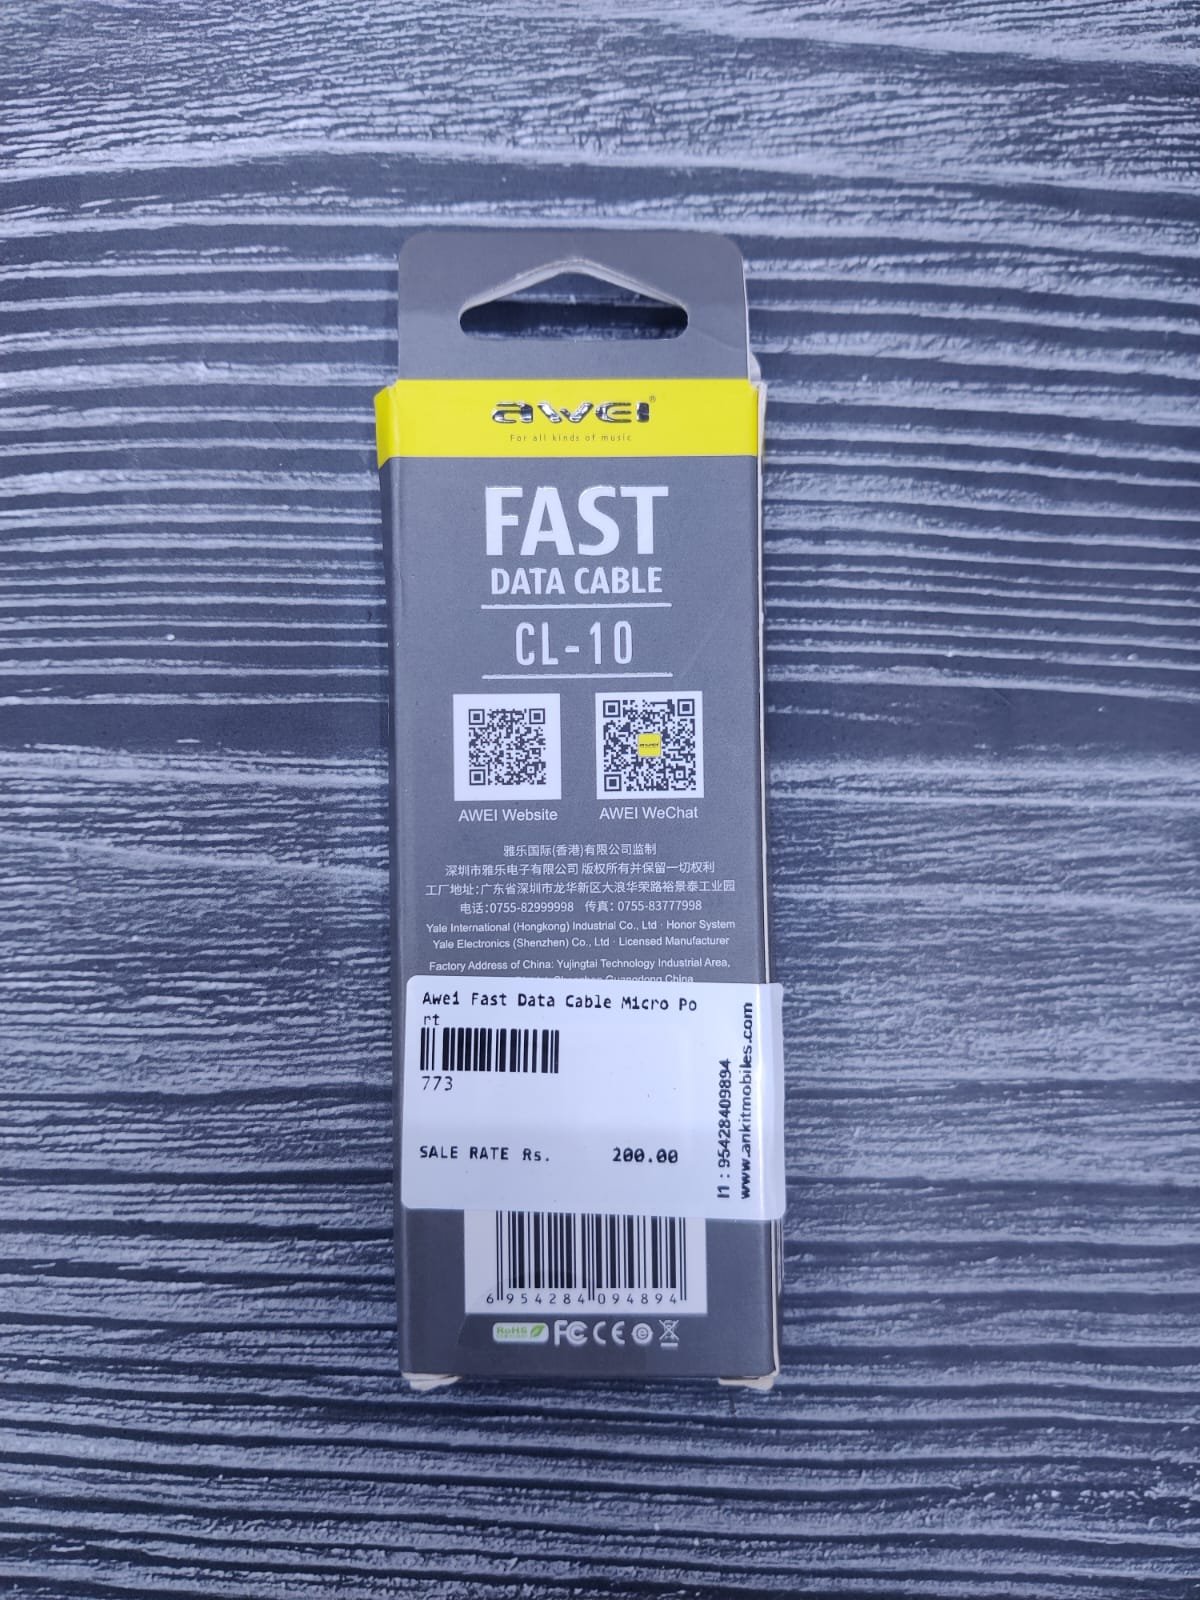 awei®
For all kinds of music
FAST
DATA CABLE
CL-10
AWEI Website
AWEI WeChat
雅乐国际(香港)有限公司监制
深圳市雅乐电子有限公司 版权所有并保留一切权利
工厂地址:广东省深圳市龙华新区大浪华荣路裕景泰工业园
电话:0755-82999998 传真: 0755-83777998
Yale International (Hongkong) Industrial Co., Ltd · Honor System
Yale Electronics (Shenzhen) Co., Ltd · Licensed Manufacturer
Factory Address of China: Yujingtai Technology Industrial Area,
Guangdong China
Awei Fast Data Cable Micro Po
rt
773
SALE RATE Rs. 200.00
I1 : 95428409894
www.ankitmobiles.com
6 954284 094894
RoHS
FC CE